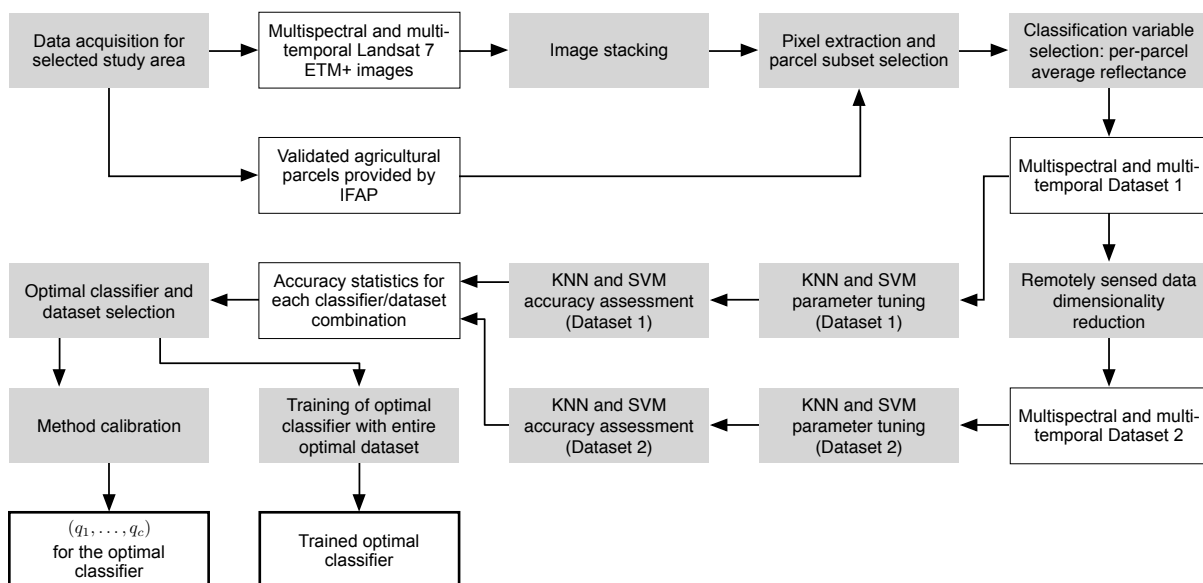 Data acquisition for
selected study area
Multispectral and multi-
temporal Landsat 7
ETM+ images
Image stacking
Pixel extraction and
parcel subset selection
Classification variable
selection: per-parcel
average reflectance
Validated agricultural
parcels provided by
IFAP
Multispectral and multi-
temporal Dataset 1
Optimal classifier and
dataset selection
Accuracy statistics for
each classifier/dataset
combination
KNN and SVM
accuracy assessment
(Dataset 1)
KNN and SVM
parameter tuning
(Dataset 1)
Remotely sensed data
dimensionality
reduction
Method calibration
Training of optimal
classifier with entire
optimal dataset
KNN and SVM
accuracy assessment
(Dataset 2)
KNN and SVM
parameter tuning
(Dataset 2)
Multispectral and multi-
temporal Dataset 2
(q₁, . . . , q_c)
for the optimal
classifier
Trained optimal
classifier